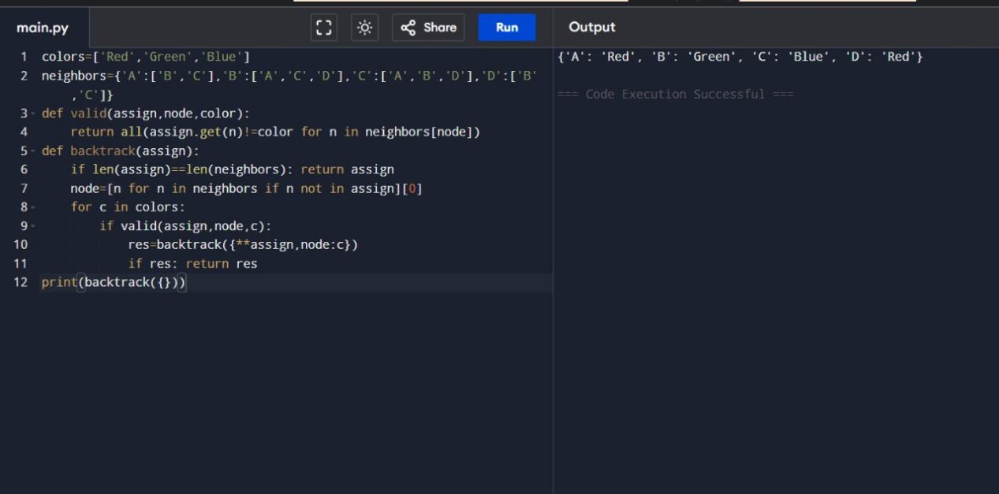 main.py
Share
Run
Output
1 colors=['Red','Green','Blue']
2 neighbors={'A':['B','C'],'B':['A','C','D'],'C':['A','B','D'],'D':['B'
,'C']}
3 def valid(assign,node,color):
4     return all(assign.get(n)!=color for n in neighbors[node])
5 def backtrack(assign):
6     if len(assign)==len(neighbors): return assign
7     node=[n for n in neighbors if n not in assign][0]
8     for c in colors:
9         if valid(assign,node,c):
10             res=backtrack({**assign,node:c})
11             if res: return res
12 print(backtrack({}))
{'A': 'Red', 'B': 'Green', 'C': 'Blue', 'D': 'Red'}
=== Code Execution Successful ===